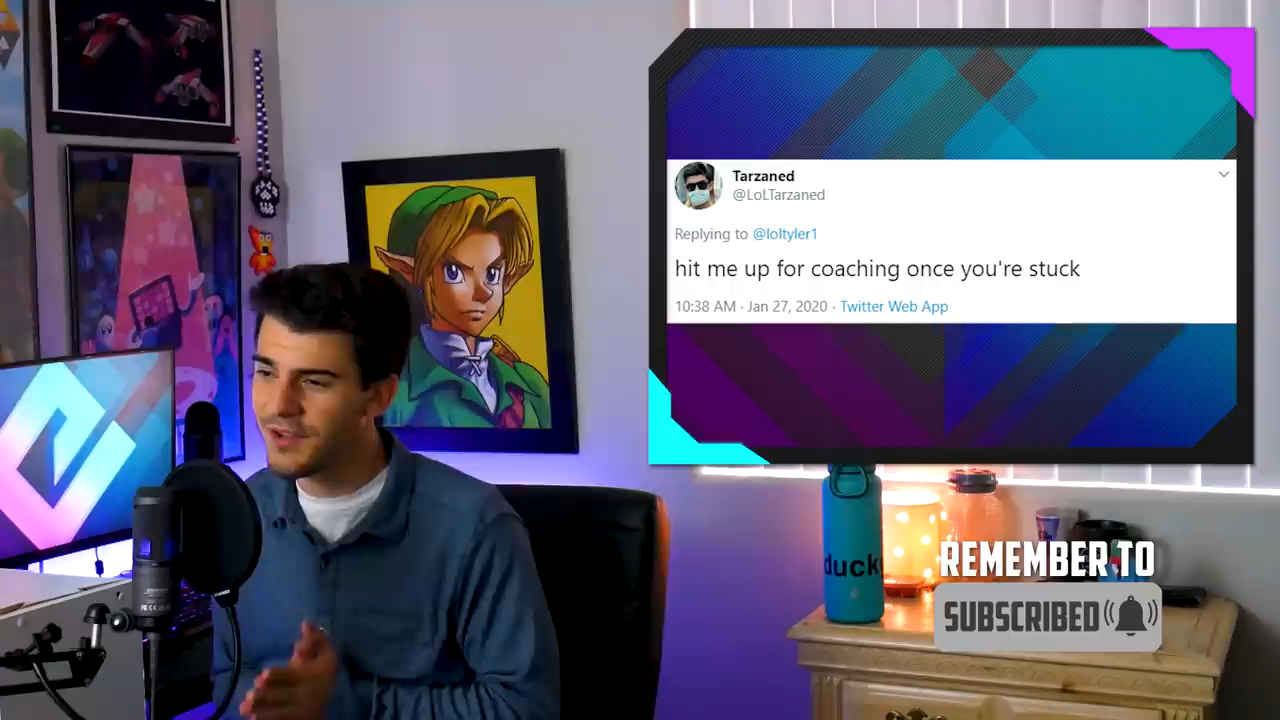 Tarzaned
@LoLTarzaned
Replying to @loltyler1
hit me up for coaching once you're stuck
10:38 AM · Jan 27, 2020 · Twitter Web App
duck
REMEMBER TO
SUBSCRIBED